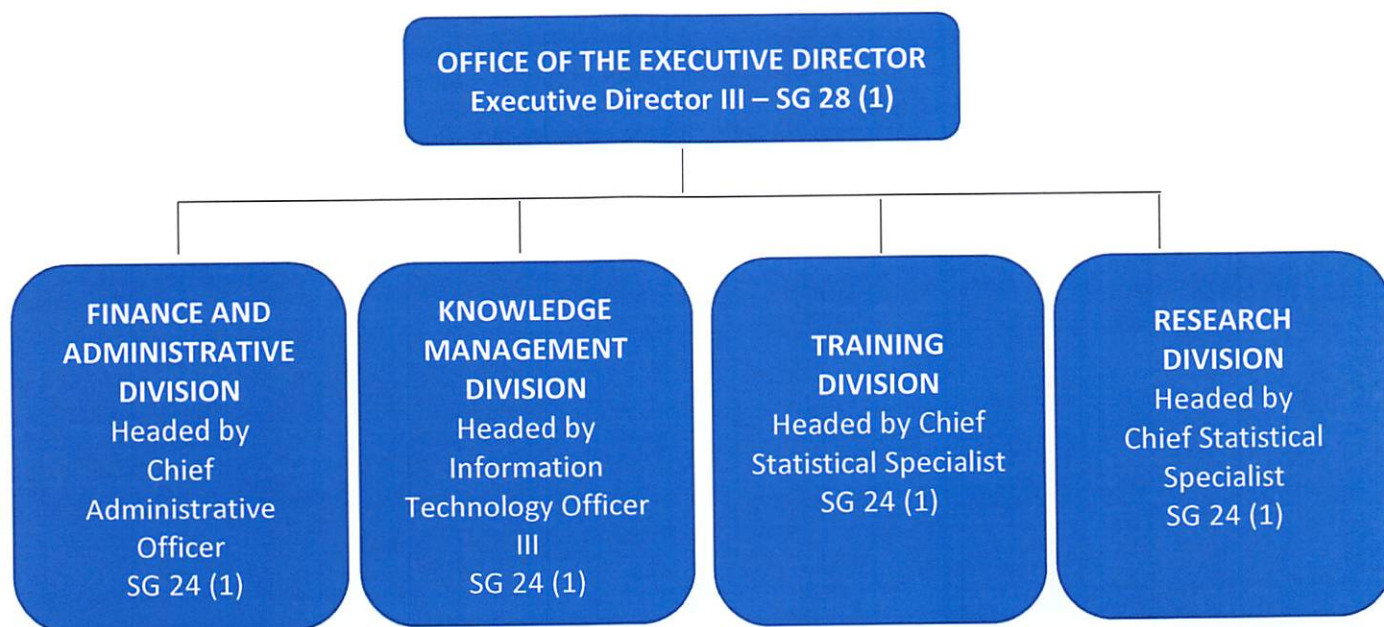 OFFICE OF THE EXECUTIVE DIRECTOR
Executive Director III – SG 28 (1)
FINANCE AND
ADMINISTRATIVE
DIVISION
Headed by
Chief
Administrative
Officer
SG 24 (1)
KNOWLEDGE
MANAGEMENT
DIVISION
Headed by
Information
Technology Officer
III
SG 24 (1)
TRAINING
DIVISION
Headed by Chief
Statistical Specialist
SG 24 (1)
RESEARCH
DIVISION
Headed by
Chief Statistical
Specialist
SG 24 (1)